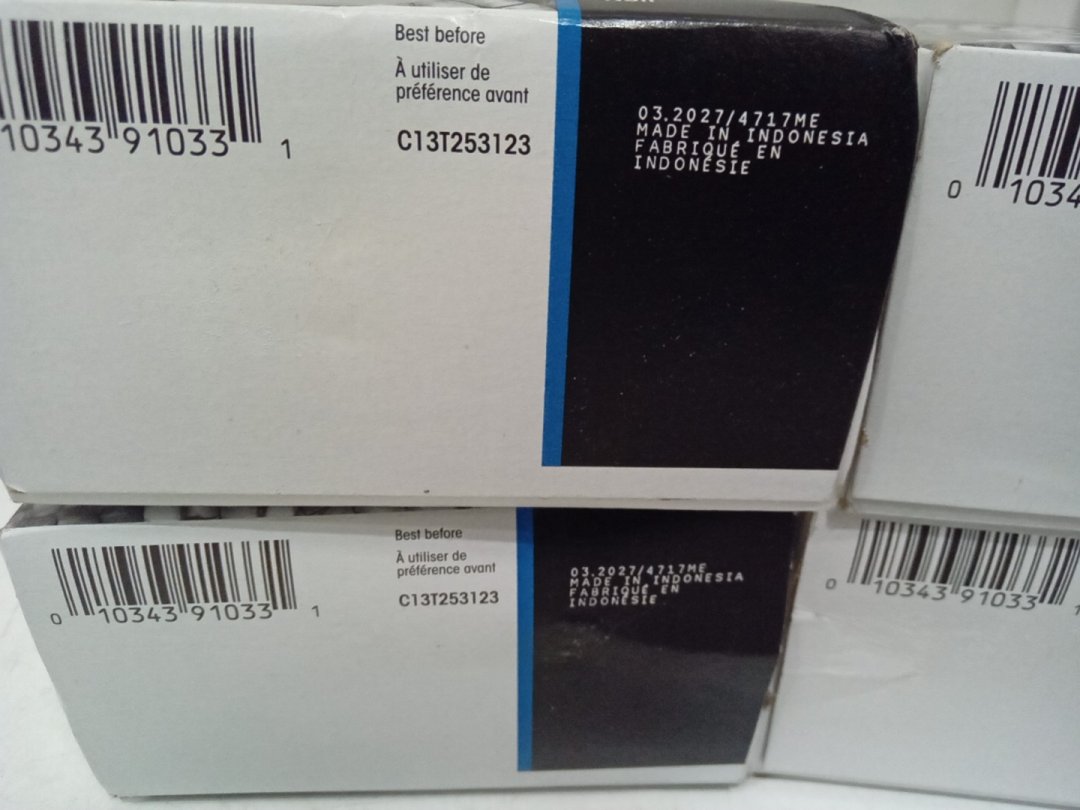 Best before
À utiliser de
préférence avant
C13T253123
10343 91033 1
03.2027/4717ME
MADE IN INDONESIA
FABRIQUÉ EN
INDONÉSIE
0 1034
Best before
À utiliser de
préférence avant
C13T253123
0 10343 91033 1
03.2027/4717ME
MADE IN INDONESIA
FABRIQUÉ EN
INDONÉSIE
0 10343 91033 1